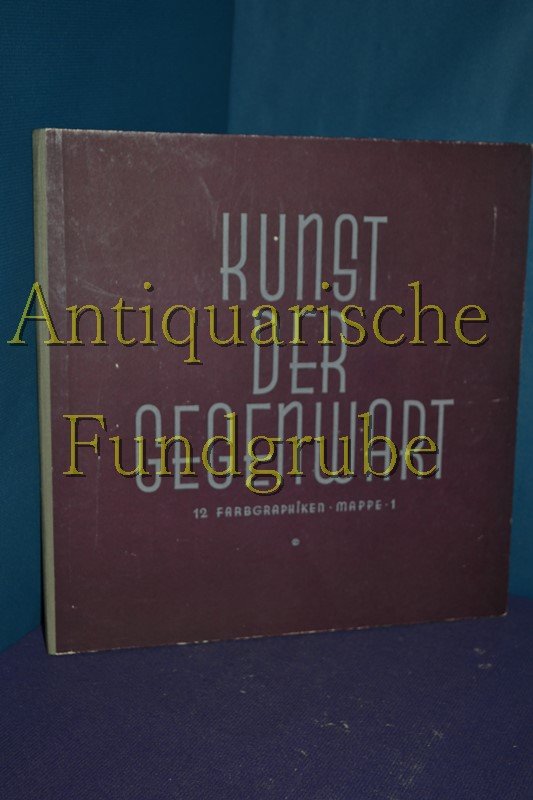 KUNST
Antiquarische
DER
GEGENWART
Fundgrube
12 FARBGRAPHIKEN · MAPPE · 1